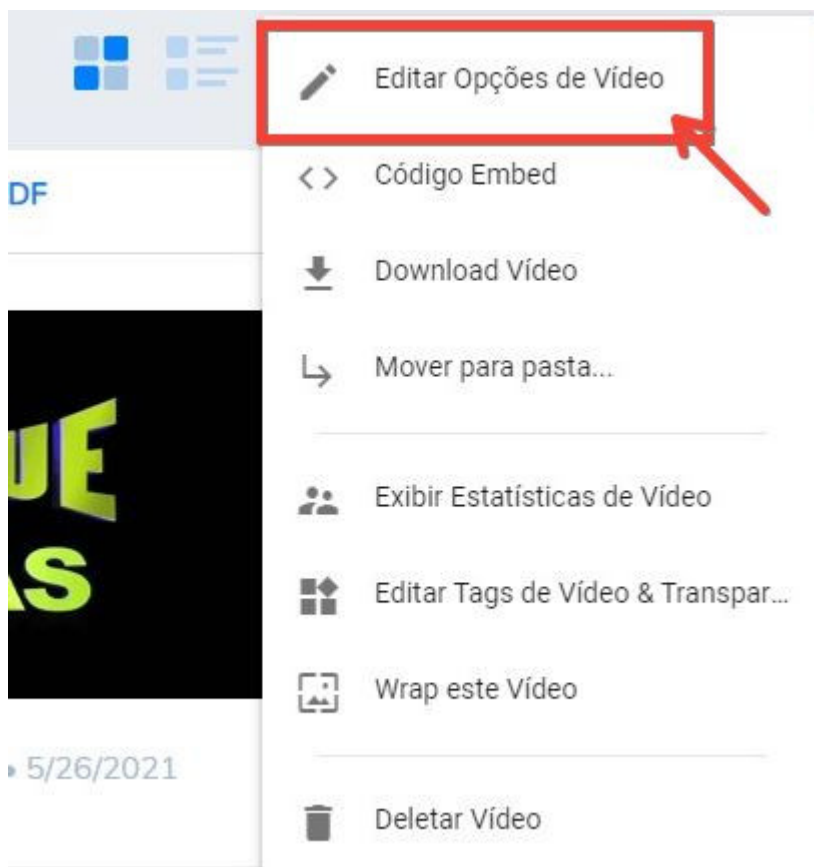 Editar Opções de Vídeo
Código Embed
DF
Download Vídeo
Mover para pasta...
UE
AS
Exibir Estatísticas de Vídeo
Editar Tags de Vídeo & Transpar...
Wrap este Vídeo
• 5/26/2021
Deletar Vídeo